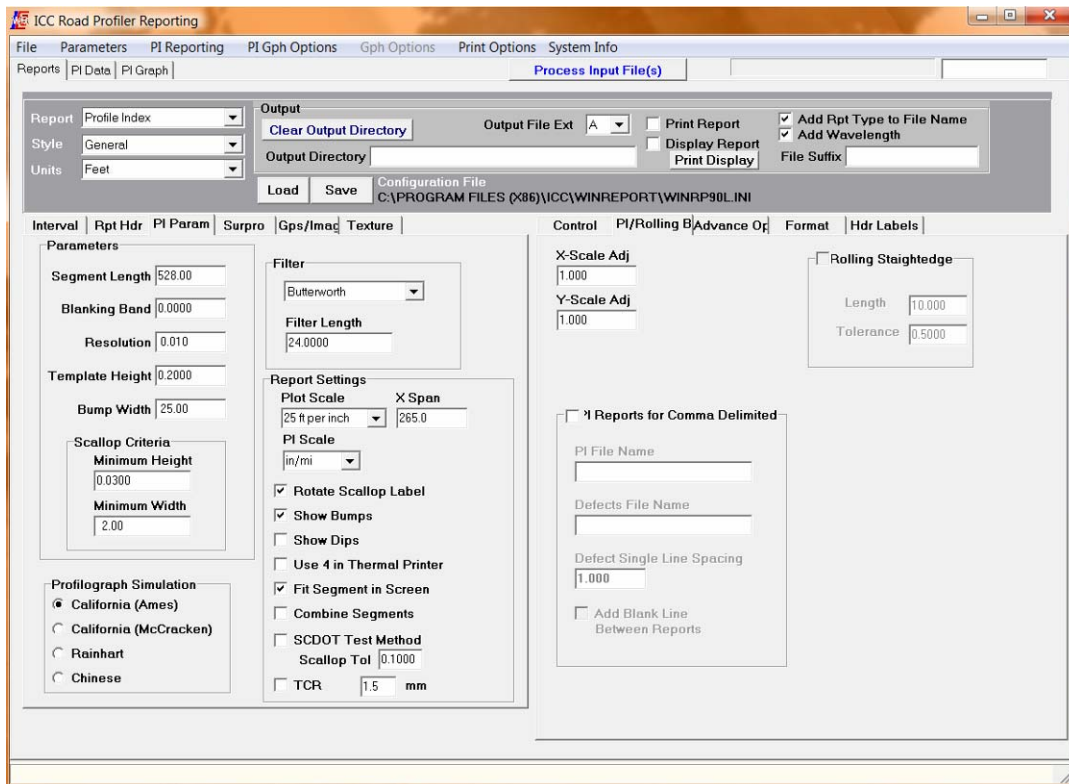 ICC Road Profiler Reporting
File Parameters PI Reporting PI Gph Options Gph Options Print Options System Info
Reports PI Data PI Graph Process Input File(s)
Report Profile Index
Style General
Units Feet
Output
Clear Output Directory Output File Ext A Print Report Add Rpt Type to File Name
Display Report Add Wavelength
Output Directory Print Display File Suffix
Load Save Configuration File
C:\PROGRAM FILES (X86)\ICC\WINREPORT\WINRP90L.INI
Interval Rpt Hdr PI Param Surpro Gps/Imag Texture
Parameters
Segment Length 528.00
Blanking Band 0.0000
Resolution 0.010
Template Height 0.2000
Bump Width 25.00
Scallop Criteria
Minimum Height
0.0300
Minimum Width
2.00
Profilograph Simulation
California (Ames)
California (McCracken)
Rainhart
Chinese
Filter
Butterworth
Filter Length
24.0000
Report Settings
Plot Scale X Span
25 ft per inch 265.0
PI Scale
in/mi
Rotate Scallop Label
Show Bumps
Show Dips
Use 4 in Thermal Printer
Fit Segment in Screen
Combine Segments
SCDOT Test Method
Scallop Tol 0.1000
TCR 1.5 mm
Control PI/Rolling B Advance Op Format Hdr Labels
X-Scale Adj
1.000
Y-Scale Adj
1.000
Rolling Staightedge
Length 10.000
Tolerance 0.5000
PI Reports for Comma Delimited
PI File Name
Defects File Name
Defect Single Line Spacing
1.000
Add Blank Line
Between Reports